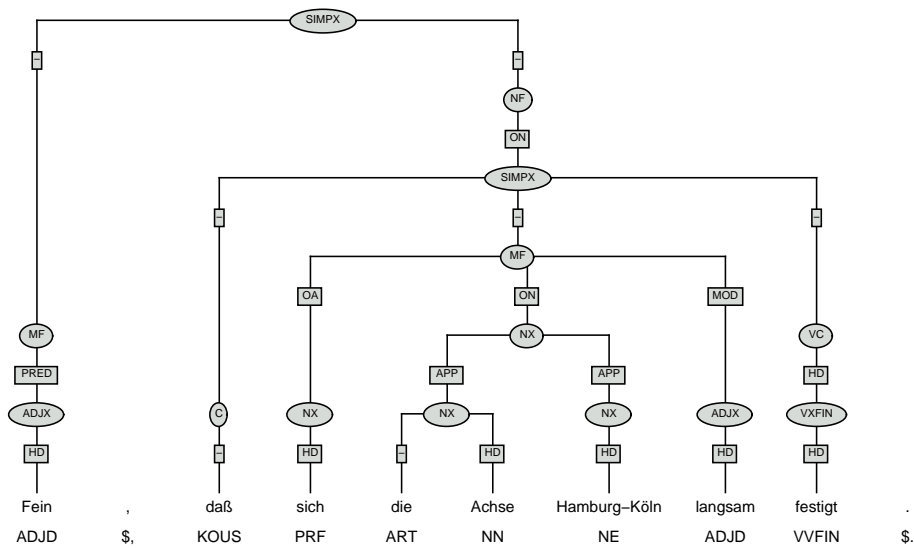 SIMPX
– –
NF
ON
SIMPX
– – –
MF
OA ON MOD
MF NX VC
PRED APP APP HD
ADJX C NX NX NX ADJX VXFIN
HD – HD – HD HD HD HD
Fein , daß sich die Achse Hamburg–Köln langsam festigt .
ADJD $, KOUS PRF ART NN NE ADJD VVFIN $.